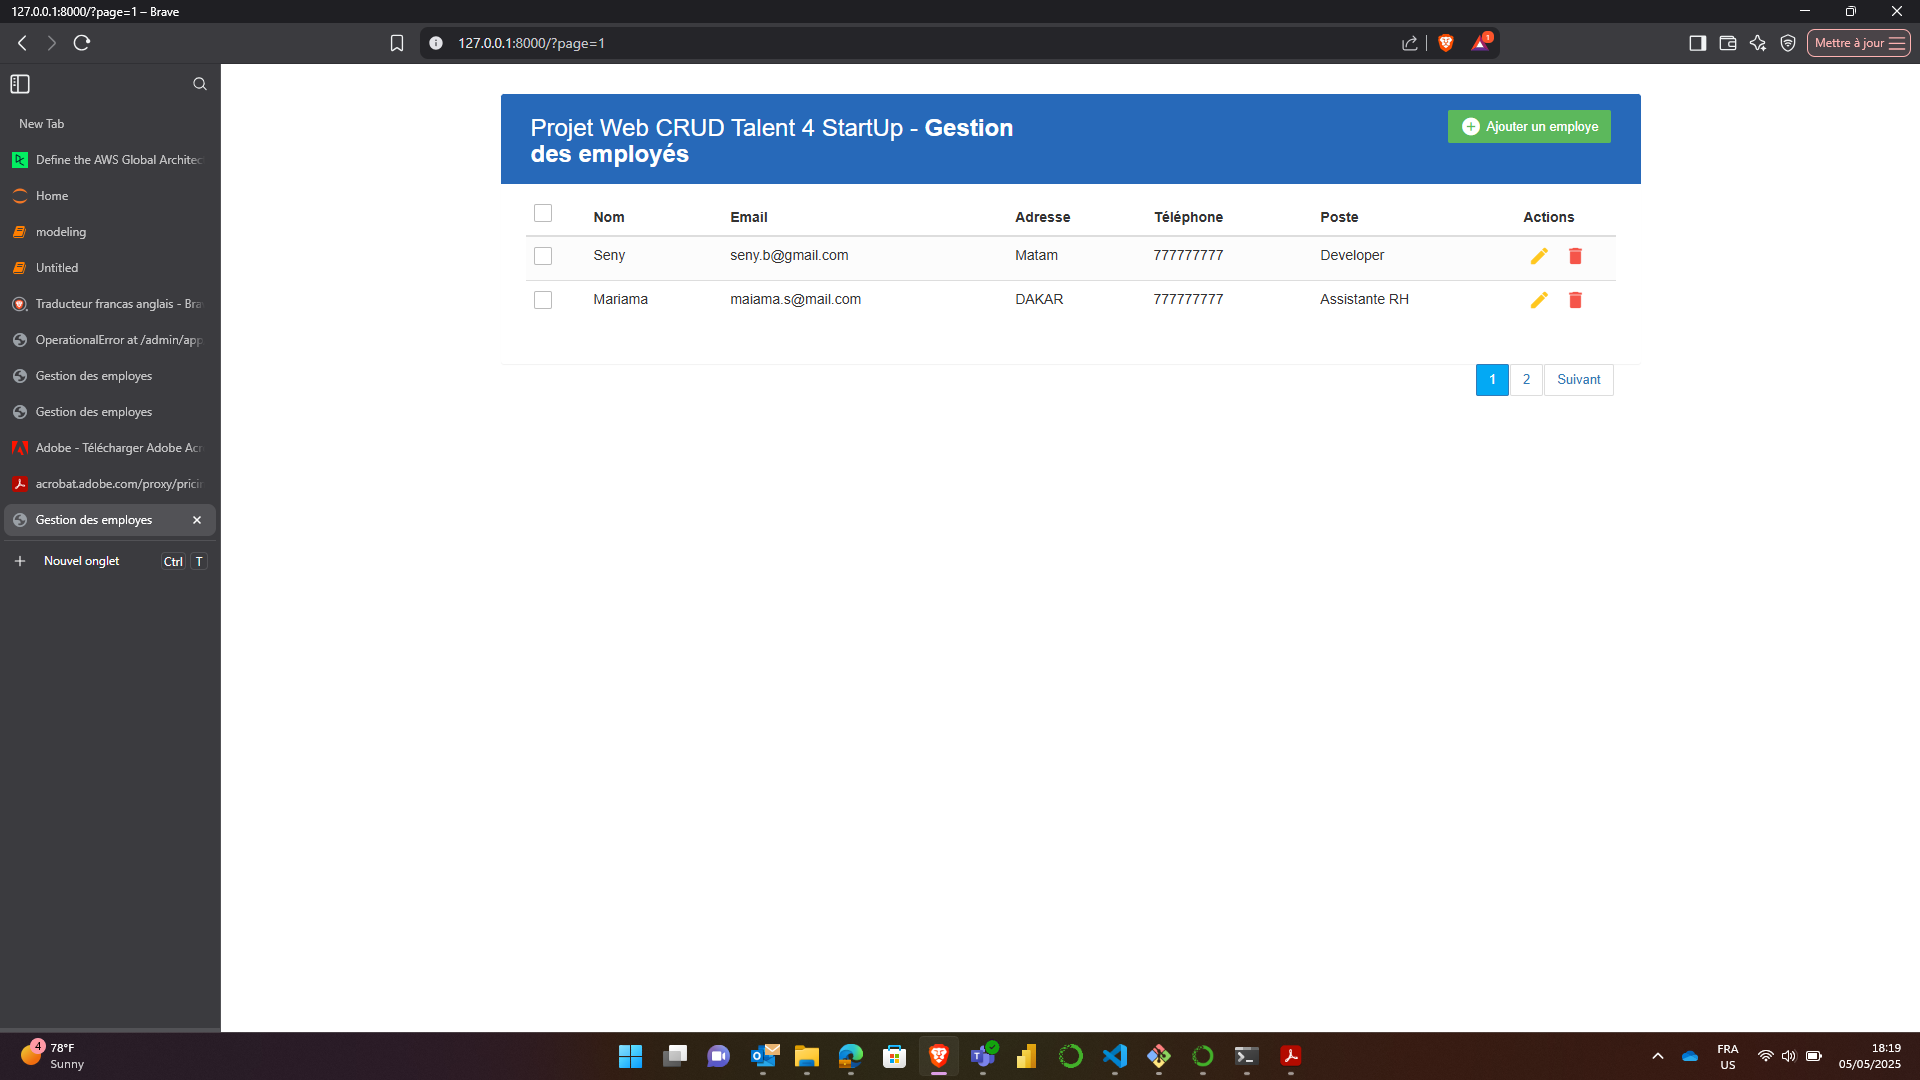 127.0.0.1:8000/?page=1 – Brave
127.0.0.1:8000/?page=1
1
Mettre à jour
New Tab
Define the AWS Global Architec
Home
modeling
Untitled
Traducteur francas anglais - Bra
OperationalError at /admin/app
Gestion des employes
Gestion des employes
Adobe - Télécharger Adobe Acr
acrobat.adobe.com/proxy/pricin
Gestion des employes
Nouvel onglet Ctrl T
Projet Web CRUD Talent 4 StartUp - Gestion
des employés
Ajouter un employe
Nom Email Adresse Téléphone Poste Actions
Seny seny.b@gmail.com Matam 777777777 Developer
Mariama maiama.s@mail.com DAKAR 777777777 Assistante RH
1 2 Suivant
4
78°F
Sunny
FRA
US
18:19
05/05/2025